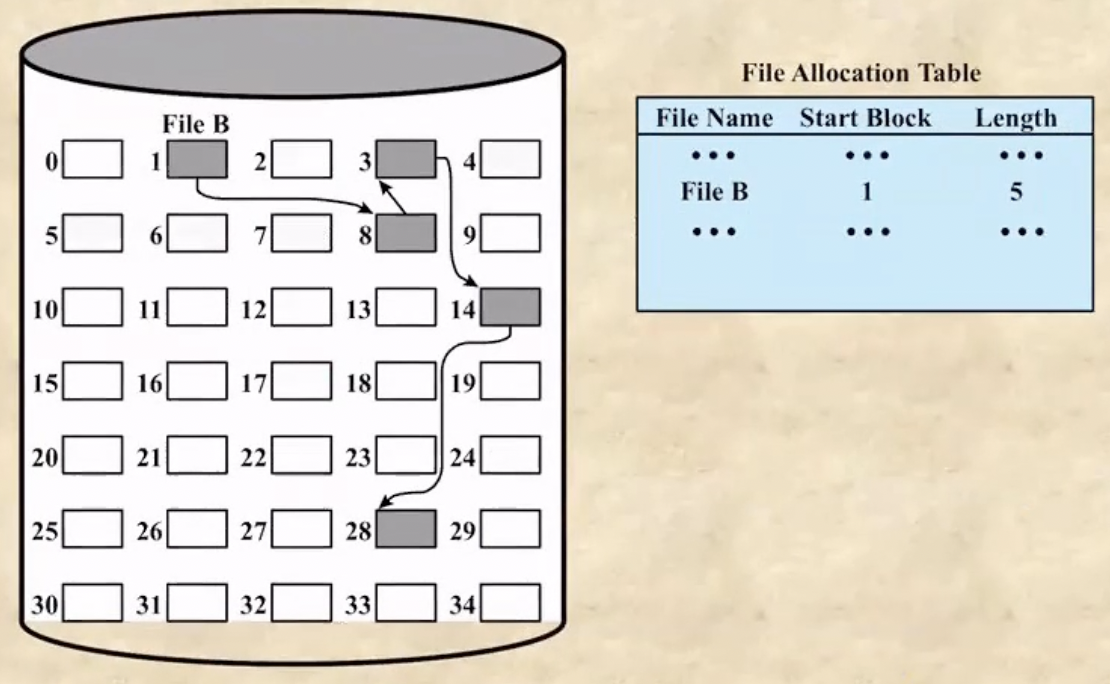 File B
0 1 2 3 4
5 6 7 8 9
10 11 12 13 14
15 16 17 18 19
20 21 22 23 24
25 26 27 28 29
30 31 32 33 34
File Allocation Table
File Name Start Block Length
• • • • • • • • •
File B 1 5
• • • • • • • • •